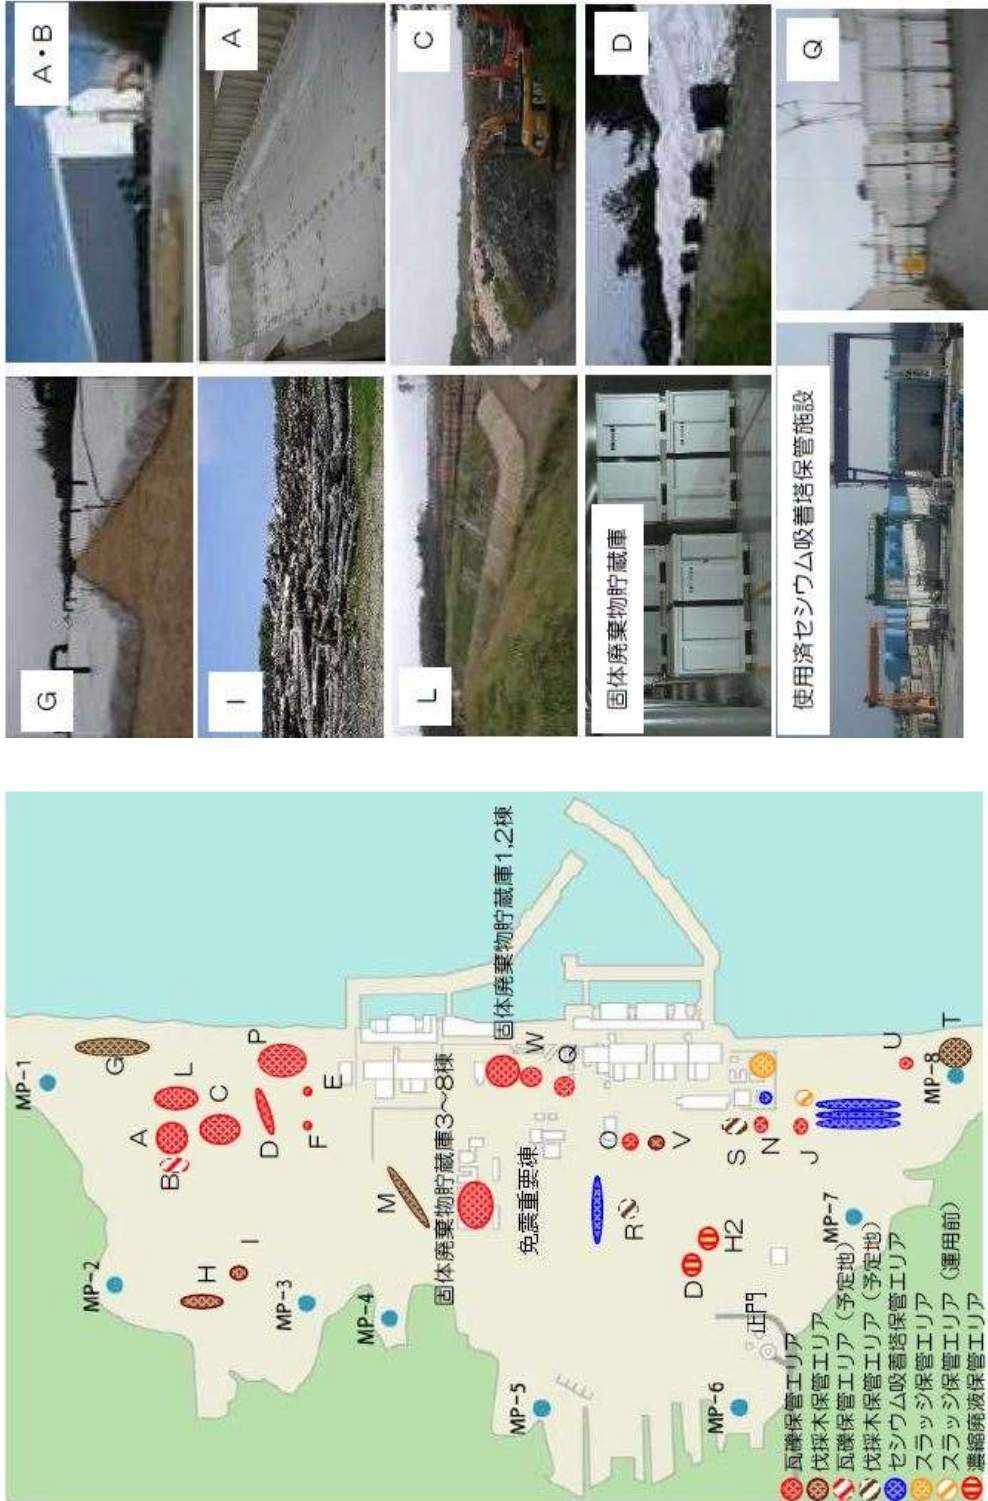 A・B
A
C
D
Q
G
I
L
固体廃棄物貯蔵庫
使用済セシウム吸着塔保管施設
MP-1
G
L
P
A
C
B
D
E
F
MP-2
H
I
MP-3
M
MP-4
固体廃棄物貯蔵庫3～8棟
固体廃棄物貯蔵庫1,2棟
W
Q
免震重要棟
MP-5
O
V
R
S
N
J
D
H2
U
T
MP-8
MP-7
正門
MP-6
瓦礫保管エリア
伐採木保管エリア
瓦礫保管エリア（予定地）
伐採木保管エリア（予定地）
セシウム吸着塔保管エリア
スラッジ保管エリア
スラッジ保管エリア（運用前）
濃縮廃液保管エリア